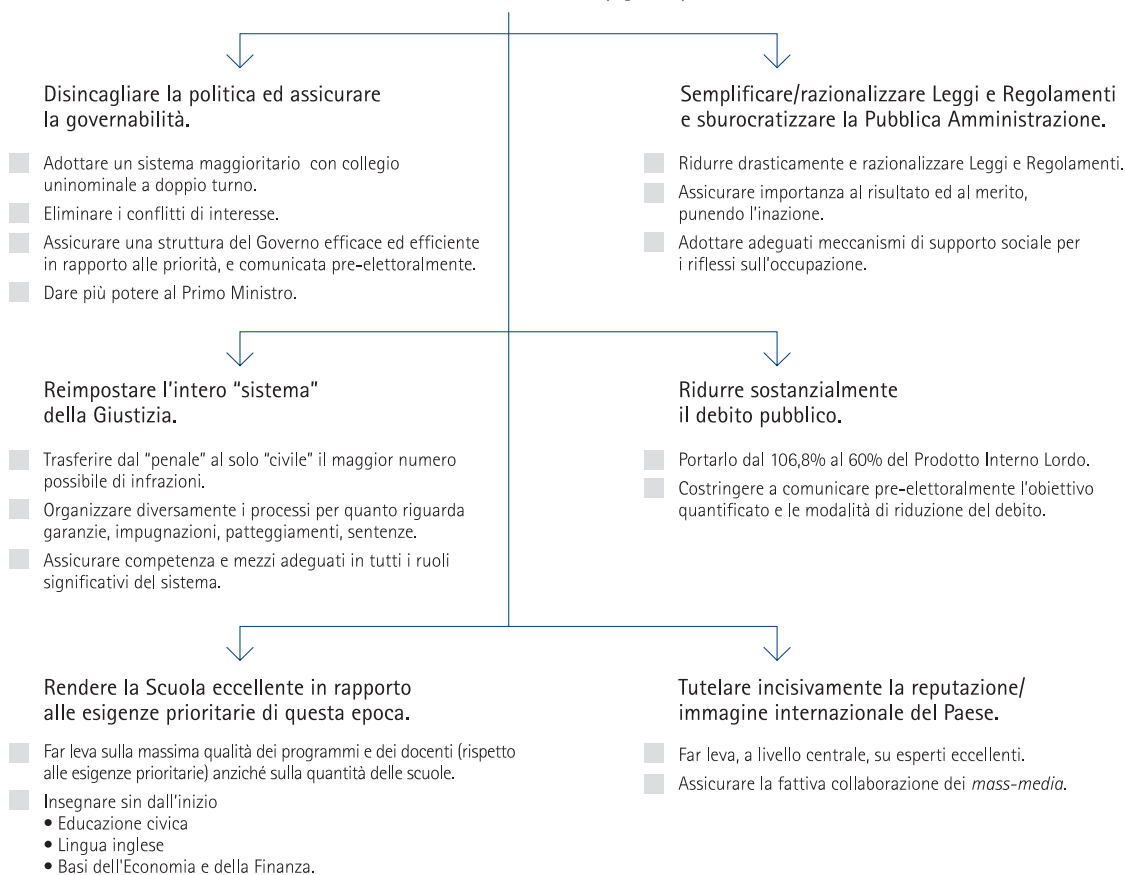 Disincagliare la politica ed assicurare
la governabilità.
Adottare un sistema maggioritario con collegio
uninominale a doppio turno.
Eliminare i conflitti di interesse.
Assicurare una struttura del Governo efficace ed efficiente
in rapporto alle priorità, e comunicata pre-elettoralmente.
Dare più potere al Primo Ministro.
Semplificare/razionalizzare Leggi e Regolamenti
e sburocratizzare la Pubblica Amministrazione.
Ridurre drasticamente e razionalizzare Leggi e Regolamenti.
Assicurare importanza al risultato ed al merito,
punendo l'inazione.
Adottare adeguati meccanismi di supporto sociale per
i riflessi sull'occupazione.
Reimpostare l'intero "sistema"
della Giustizia.
Trasferire dal "penale" al solo "civile" il maggior numero
possibile di infrazioni.
Organizzare diversamente i processi per quanto riguarda
garanzie, impugnazioni, patteggiamenti, sentenze.
Assicurare competenza e mezzi adeguati in tutti i ruoli
significativi del sistema.
Ridurre sostanzialmente
il debito pubblico.
Portarlo dal 106,8% al 60% del Prodotto Interno Lordo.
Costringere a comunicare pre-elettoralmente l'obiettivo
quantificato e le modalità di riduzione del debito.
Rendere la Scuola eccellente in rapporto
alle esigenze prioritarie di questa epoca.
Far leva sulla massima qualità dei programmi e dei docenti (rispetto
alle esigenze prioritarie) anziché sulla quantità delle scuole.
Insegnare sin dall'inizio
• Educazione civica
• Lingua inglese
• Basi dell'Economia e della Finanza.
Tutelare incisivamente la reputazione/
immagine internazionale del Paese.
Far leva, a livello centrale, su esperti eccellenti.
Assicurare la fattiva collaborazione dei mass-media.